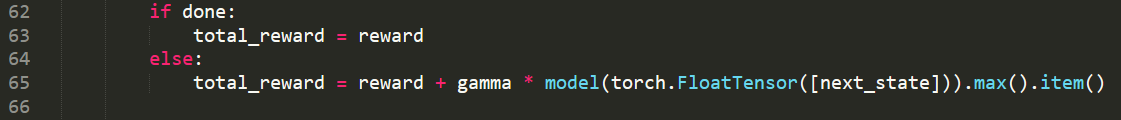 62 if done:
63 total_reward = reward
64 else:
65 total_reward = reward + gamma * model(torch.FloatTensor([next_state])).max().item()
66